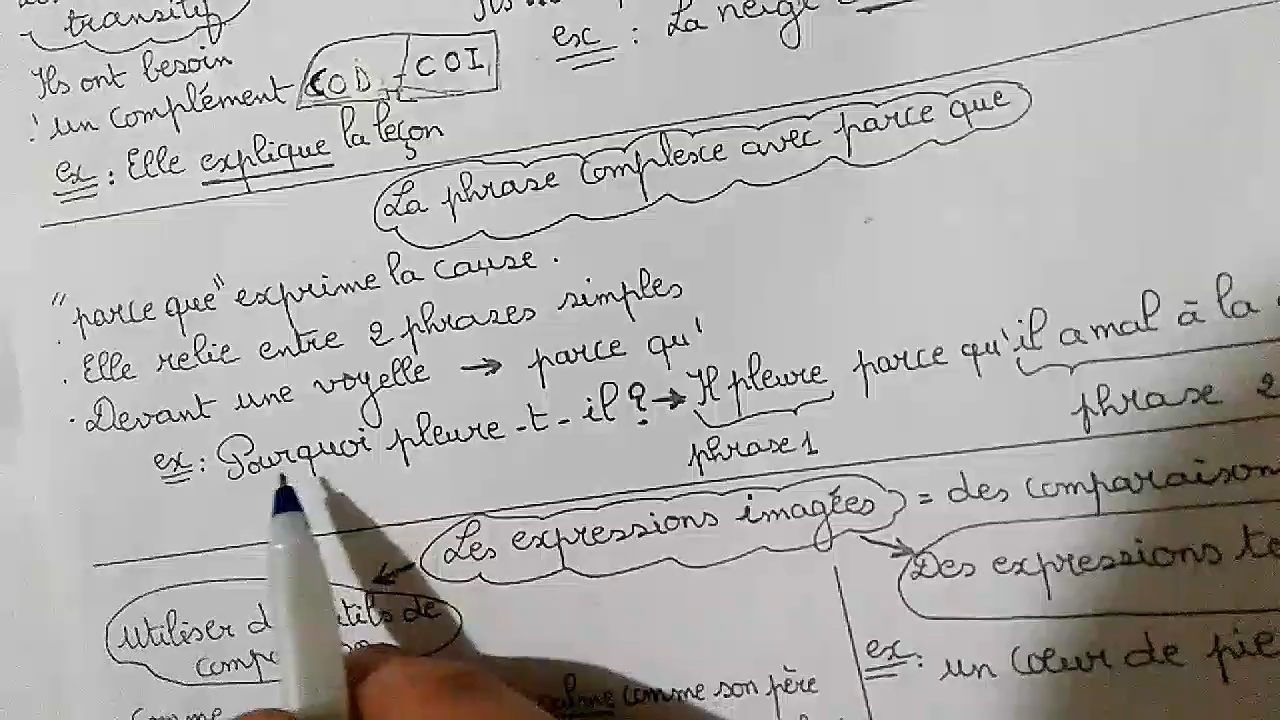 transitif
Ils ont besoin
un complément COD / COI
ex : Elle explique la leçon
ex : La neige
La phrase Complexe avec parce que
"parce que" exprime la cause.
. Elle relie entre 2 phrases simples
. Devant une voyelle → parce qu'
ex : Pourquoi pleure-t-il ? → Il pleure parce qu'il a mal à la
phrase 1
phrase 2
Les expressions imagées = des comparaison
Utiliser
Des expressions
comme son père
ex : un cœur de
Comme